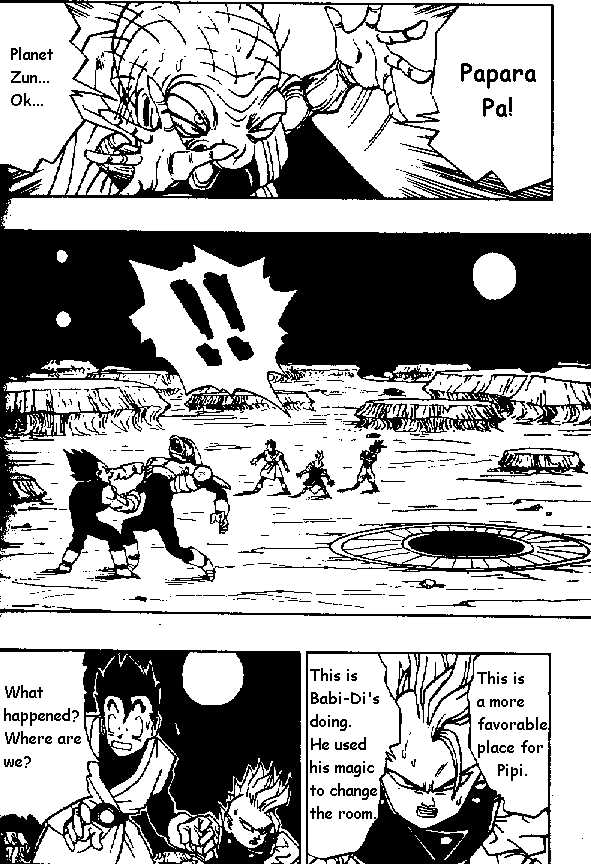 Planet
Zun...
Ok...
Papara
Pa!
!!
What
happened?
Where are
we?
This is
Babi-Di's
doing.
He used
his magic
to change
the room.
This is
a more
favorable
place for
Pipi.